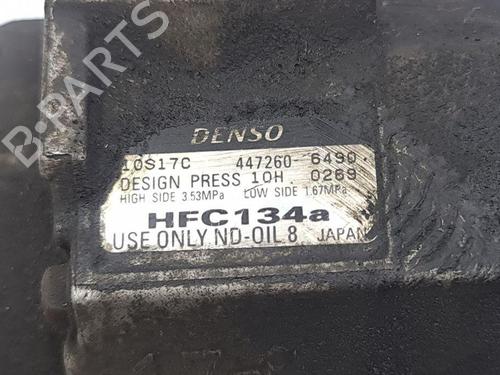 B-PARTS
DENSO
10S17C 447260-6490
DESIGN PRESS 10H 0269
HIGH SIDE 3.53MPa LOW SIDE 1.67MPa
HFC134a
USE ONLY ND-OIL 8 JAPAN